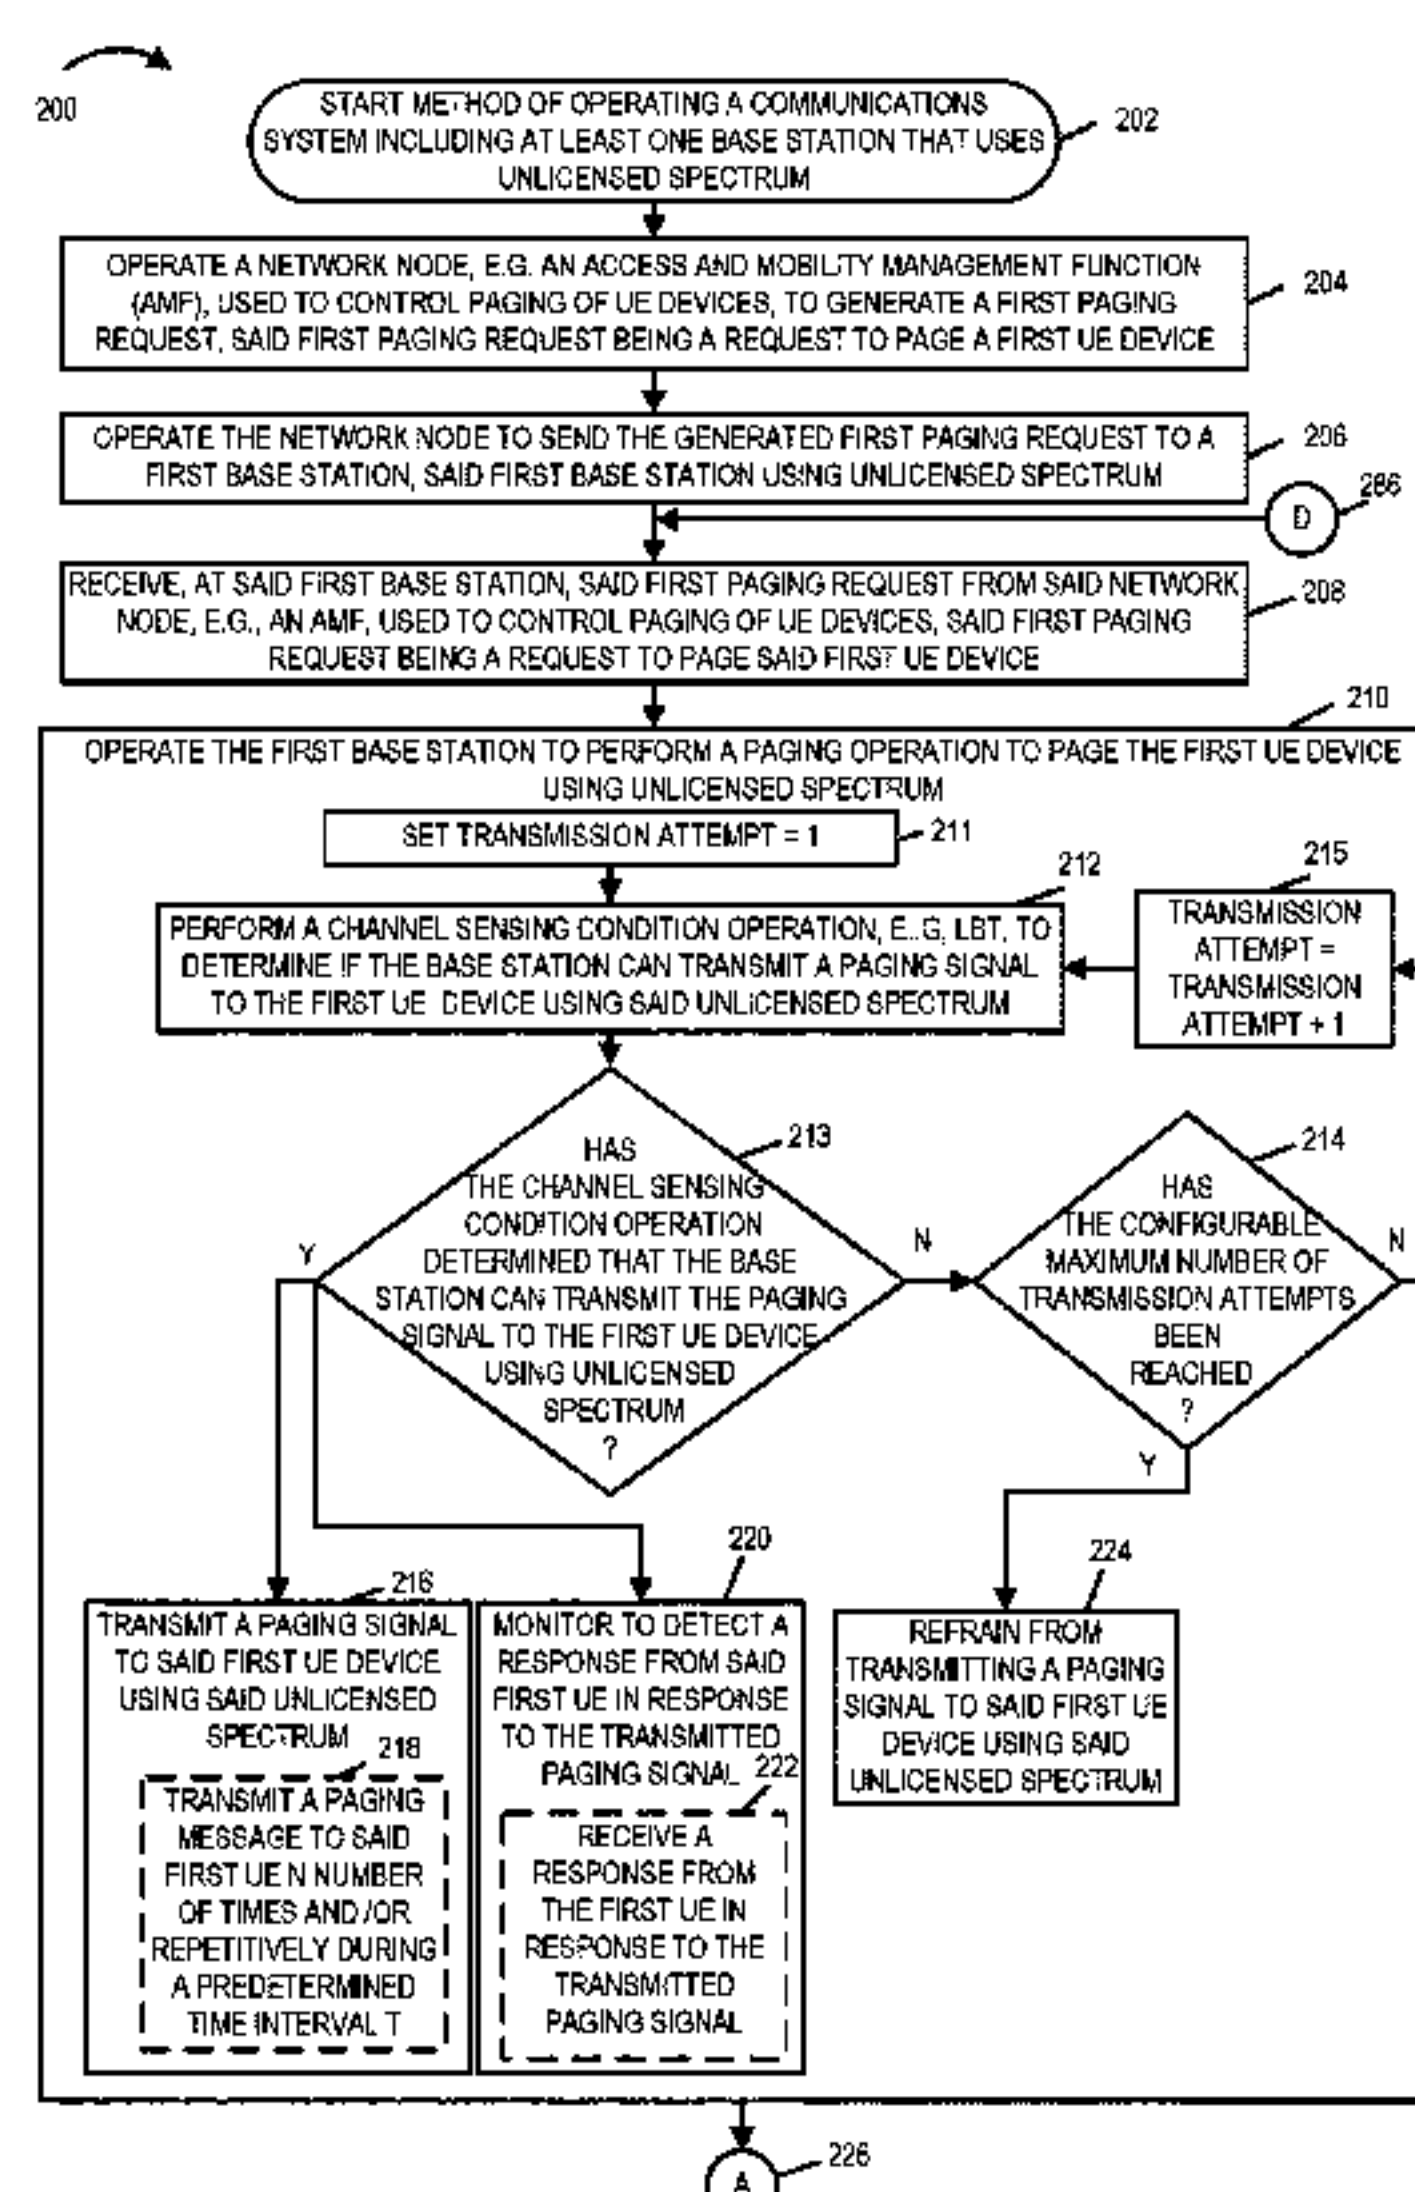 200
START METHOD OF OPERATING A COMMUNICATIONS
SYSTEM INCLUDING AT LEAST ONE BASE STATION THAT USES
UNLICENSED SPECTRUM
202
OPERATE A NETWORK NODE, E.G. AN ACCESS AND MOBILITY MANAGEMENT FUNCTION
(AMF), USED TO CONTROL PAGING OF UE DEVICES, TO GENERATE A FIRST PAGING
REQUEST, SAID FIRST PAGING REQUEST BEING A REQUEST TO PAGE A FIRST UE DEVICE
204
OPERATE THE NETWORK NODE TO SEND THE GENERATED FIRST PAGING REQUEST TO A
FIRST BASE STATION, SAID FIRST BASE STATION USING UNLICENSED SPECTRUM
206
D
286
RECEIVE, AT SAID FIRST BASE STATION, SAID FIRST PAGING REQUEST FROM SAID NETWORK
NODE, E.G., AN AMF, USED TO CONTROL PAGING OF UE DEVICES, SAID FIRST PAGING
REQUEST BEING A REQUEST TO PAGE SAID FIRST UE DEVICE
208
210
OPERATE THE FIRST BASE STATION TO PERFORM A PAGING OPERATION TO PAGE THE FIRST UE DEVICE
USING UNLICENSED SPECTRUM
SET TRANSMISSION ATTEMPT = 1
211
212
PERFORM A CHANNEL SENSING CONDITION OPERATION, E..G, LBT, TO
DETERMINE IF THE BASE STATION CAN TRANSMIT A PAGING SIGNAL
TO THE FIRST UE DEVICE USING SAID UNLICENSED SPECTRUM
215
TRANSMISSION
ATTEMPT =
TRANSMISSION
ATTEMPT + 1
HAS
THE CHANNEL SENSING
CONDITION OPERATION
DETERMINED THAT THE BASE
STATION CAN TRANSMIT THE PAGING
SIGNAL TO THE FIRST UE DEVICE
USING UNLICENSED
SPECTRUM
?
213
Y
N
HAS
THE CONFIGURABLE
MAXIMUM NUMBER OF
TRANSMISSION ATTEMPTS
BEEN
REACHED
?
214
N
Y
216
TRANSMIT A PAGING SIGNAL
TO SAID FIRST UE DEVICE
USING SAID UNLICENSED
SPECTRUM
218
TRANSMIT A PAGING
MESSAGE TO SAID
FIRST UE N NUMBER
OF TIMES AND /OR
REPETITIVELY DURING
A PREDETERMINED
TIME INTERVAL T
220
MONITOR TO DETECT A
RESPONSE FROM SAID
FIRST UE IN RESPONSE
TO THE TRANSMITTED
PAGING SIGNAL
222
RECEIVE A
RESPONSE FROM
THE FIRST UE IN
RESPONSE TO THE
TRANSMITTED
PAGING SIGNAL
224
REFRAIN FROM
TRANSMITTING A PAGING
SIGNAL TO SAID FIRST UE
DEVICE USING SAID
UNLICENSED SPECTRUM
A
226